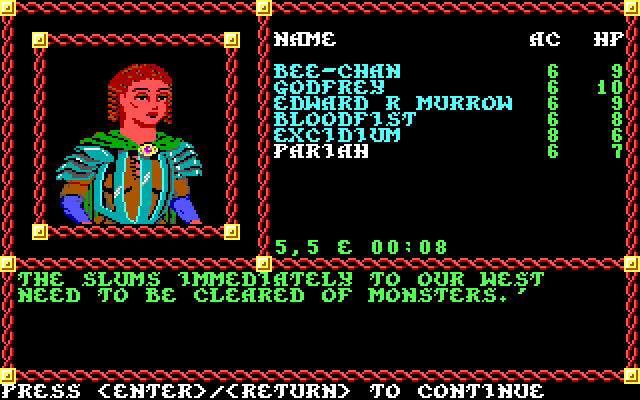 NAME AC HP
BEE-CHAN 6 9
GODFREY 6 10
EDWARD R MURROW 6 9
BLOODFIST 6 8
EXCIDIUM 8 6
PARIAH 6 7
5,5 E 00:08
THE SLUMS IMMEDIATELY TO OUR WEST
NEED TO BE CLEARED OF MONSTERS.'
PRESS <ENTER>/<RETURN> TO CONTINUE